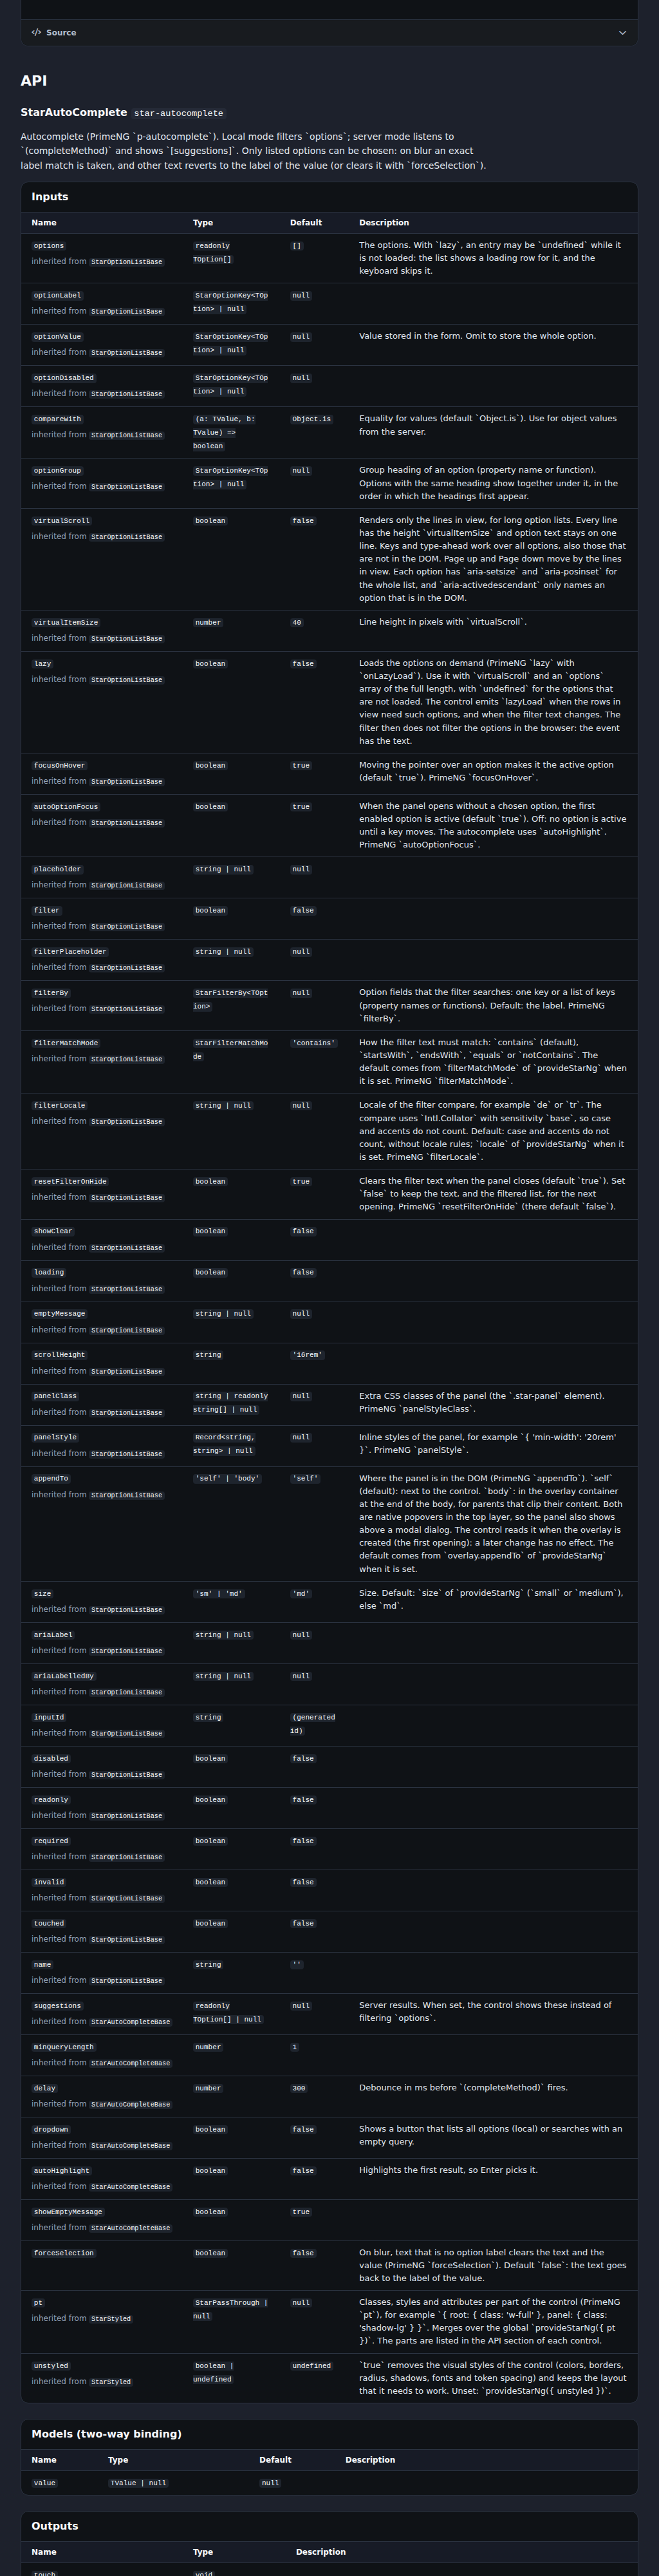 </> Source
API
StarAutoComplete star-autocomplete
Autocomplete (PrimeNG `p-autocomplete`). Local mode filters `options`; server mode listens to
`(completeMethod)` and shows `[suggestions]`. Only listed options can be chosen: on blur an exact
label match is taken, and other text reverts to the label of the value (or clears it with `forceSelection`).
Inputs
Name Type Default Description
options readonly [] The options. With `lazy`, an entry may be `undefined` while it
inherited from StarOptionListBase TOption[] is not loaded: the list shows a loading row for it, and the
keyboard skips it.
optionLabel StarOptionKey<TOp null
inherited from StarOptionListBase tion> | null
optionValue StarOptionKey<TOp null Value stored in the form. Omit to store the whole option.
inherited from StarOptionListBase tion> | null
optionDisabled StarOptionKey<TOp null
inherited from StarOptionListBase tion> | null
compareWith (a: TValue, b: Object.is Equality for values (default `Object.is`). Use for object values
inherited from StarOptionListBase TValue) => from the server.
boolean
optionGroup StarOptionKey<TOp null Group heading of an option (property name or function).
inherited from StarOptionListBase tion> | null Options with the same heading show together under it, in the
order in which the headings first appear.
virtualScroll boolean false Renders only the lines in view, for long option lists. Every line
inherited from StarOptionListBase has the height `virtualItemSize` and option text stays on one
line. Keys and type-ahead work over all options, also those that
are not in the DOM. Page up and Page down move by the lines
in view. Each option has `aria-setsize` and `aria-posinset` for
the whole list, and `aria-activedescendant` only names an
option that is in the DOM.
virtualItemSize number 40 Line height in pixels with `virtualScroll`.
inherited from StarOptionListBase
lazy boolean false Loads the options on demand (PrimeNG `lazy` with
inherited from StarOptionListBase `onLazyLoad`). Use it with `virtualScroll` and an `options`
array of the full length, with `undefined` for the options that
are not loaded. The control emits `lazyLoad` when the rows in
view need such options, and when the filter text changes. The
filter then does not filter the options in the browser: the event
has the text.
focusOnHover boolean true Moving the pointer over an option makes it the active option
inherited from StarOptionListBase (default `true`). PrimeNG `focusOnHover`.
autoOptionFocus boolean true When the panel opens without a chosen option, the first
inherited from StarOptionListBase enabled option is active (default `true`). Off: no option is active
until a key moves. The autocomplete uses `autoHighlight`.
PrimeNG `autoOptionFocus`.
placeholder string | null null
inherited from StarOptionListBase
filter boolean false
inherited from StarOptionListBase
filterPlaceholder string | null null
inherited from StarOptionListBase
filterBy StarFilterBy<TOpt null Option fields that the filter searches: one key or a list of keys
inherited from StarOptionListBase ion> (property names or functions). Default: the label. PrimeNG
`filterBy`.
filterMatchMode StarFilterMatchMo 'contains' How the filter text must match: `contains` (default),
inherited from StarOptionListBase de `startsWith`, `endsWith`, `equals` or `notContains`. The
default comes from `filterMatchMode` of `provideStarNg` when
it is set. PrimeNG `filterMatchMode`.
filterLocale string | null null Locale of the filter compare, for example `de` or `tr`. The
inherited from StarOptionListBase compare uses `Intl.Collator` with sensitivity `base`, so case
and accents do not count. Default: case and accents do not
count, without locale rules; `locale` of `provideStarNg` when it
is set. PrimeNG `filterLocale`.
resetFilterOnHide boolean true Clears the filter text when the panel closes (default `true`). Set
inherited from StarOptionListBase `false` to keep the text, and the filtered list, for the next
opening. PrimeNG `resetFilterOnHide` (there default `false`).
showClear boolean false
inherited from StarOptionListBase
loading boolean false
inherited from StarOptionListBase
emptyMessage string | null null
inherited from StarOptionListBase
scrollHeight string '16rem'
inherited from StarOptionListBase
panelClass string | readonly null Extra CSS classes of the panel (the `.star-panel` element).
inherited from StarOptionListBase string[] | null PrimeNG `panelStyleClass`.
panelStyle Record<string, null Inline styles of the panel, for example `{ 'min-width': '20rem'
inherited from StarOptionListBase string> | null }`. PrimeNG `panelStyle`.
appendTo 'self' | 'body' 'self' Where the panel is in the DOM (PrimeNG `appendTo`). `self`
inherited from StarOptionListBase (default): next to the control. `body`: in the overlay container
at the end of the body, for parents that clip their content. Both
are native popovers in the top layer, so the panel also shows
above a modal dialog. The control reads it when the overlay is
created (the first opening): a later change has no effect. The
default comes from `overlay.appendTo` of `provideStarNg`
when it is set.
size 'sm' | 'md' 'md' Size. Default: `size` of `provideStarNg` (`small` or `medium`),
inherited from StarOptionListBase else `md`.
ariaLabel string | null null
inherited from StarOptionListBase
ariaLabelledBy string | null null
inherited from StarOptionListBase
inputId string (generated
inherited from StarOptionListBase id)
disabled boolean false
inherited from StarOptionListBase
readonly boolean false
inherited from StarOptionListBase
required boolean false
inherited from StarOptionListBase
invalid boolean false
inherited from StarOptionListBase
touched boolean false
inherited from StarOptionListBase
name string ''
inherited from StarOptionListBase
suggestions readonly null Server results. When set, the control shows these instead of
inherited from StarAutoCompleteBase TOption[] | null filtering `options`.
minQueryLength number 1
inherited from StarAutoCompleteBase
delay number 300 Debounce in ms before `(completeMethod)` fires.
inherited from StarAutoCompleteBase
dropdown boolean false Shows a button that lists all options (local) or searches with an
inherited from StarAutoCompleteBase empty query.
autoHighlight boolean false Highlights the first result, so Enter picks it.
inherited from StarAutoCompleteBase
showEmptyMessage boolean true
inherited from StarAutoCompleteBase
forceSelection boolean false On blur, text that is no option label clears the text and the
value (PrimeNG `forceSelection`). Default `false`: the text goes
back to the label of the value.
pt StarPassThrough | null Classes, styles and attributes per part of the control (PrimeNG
inherited from StarStyled null `pt`), for example `{ root: { class: 'w-full' }, panel: { class:
'shadow-lg' } }`. Merges over the global `provideStarNg({ pt
})`. The parts are listed in the API section of each control.
unstyled boolean | undefined `true` removes the visual styles of the control (colors, borders,
inherited from StarStyled undefined radius, shadows, fonts and token spacing) and keeps the layout
that it needs to work. Unset: `provideStarNg({ unstyled })`.
Models (two-way binding)
Name Type Default Description
value TValue | null null
Outputs
Name Type Description
touch void